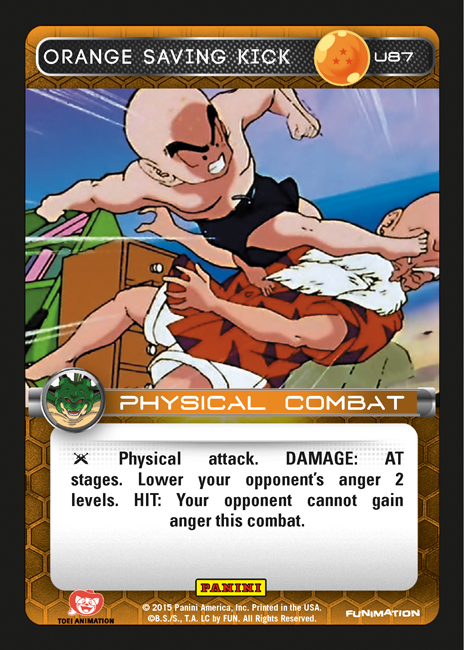 ORANGE SAVING KICK U87
PHYSICAL COMBAT
Physical attack. DAMAGE: AT
stages. Lower your opponent's anger 2
levels. HIT: Your opponent cannot gain
anger this combat.
PANINI
TOEI ANIMATION
© 2015 Panini America, Inc. Printed in the USA.
©B.S./S., T.A. LC by FUN. All Rights Reserved.
FUNIMATION